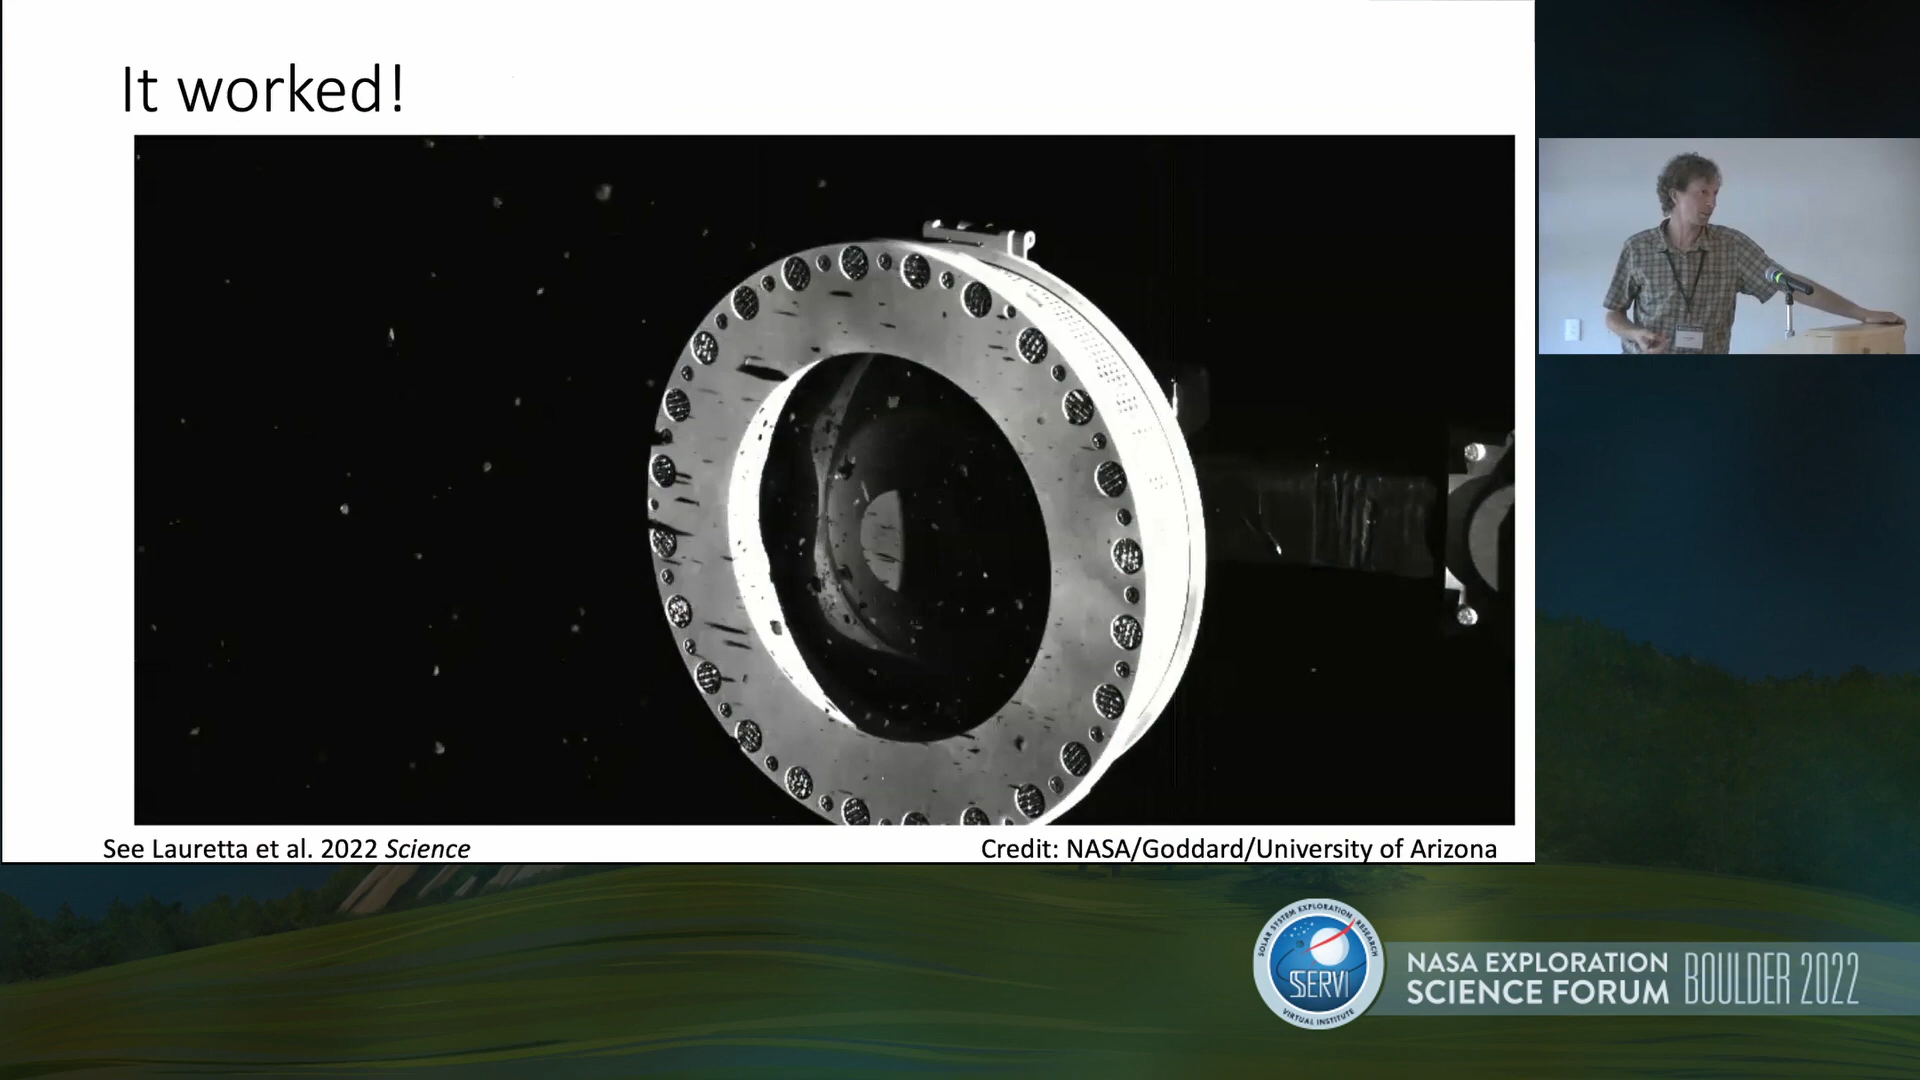 It worked!
See Lauretta et al. 2022 Science
Credit: NASA/Goddard/University of Arizona
SOLAR SYSTEM EXPLORATION RESEARCH
SSERVI
VIRTUAL INSTITUTE
NASA EXPLORATION
SCIENCE FORUM
BOULDER 2022